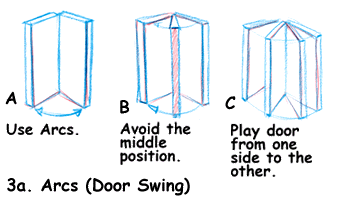 A
Use Arcs.
B
Avoid the
middle
position.
C
Play door
from one
side to the
other.
3a. Arcs (Door Swing)